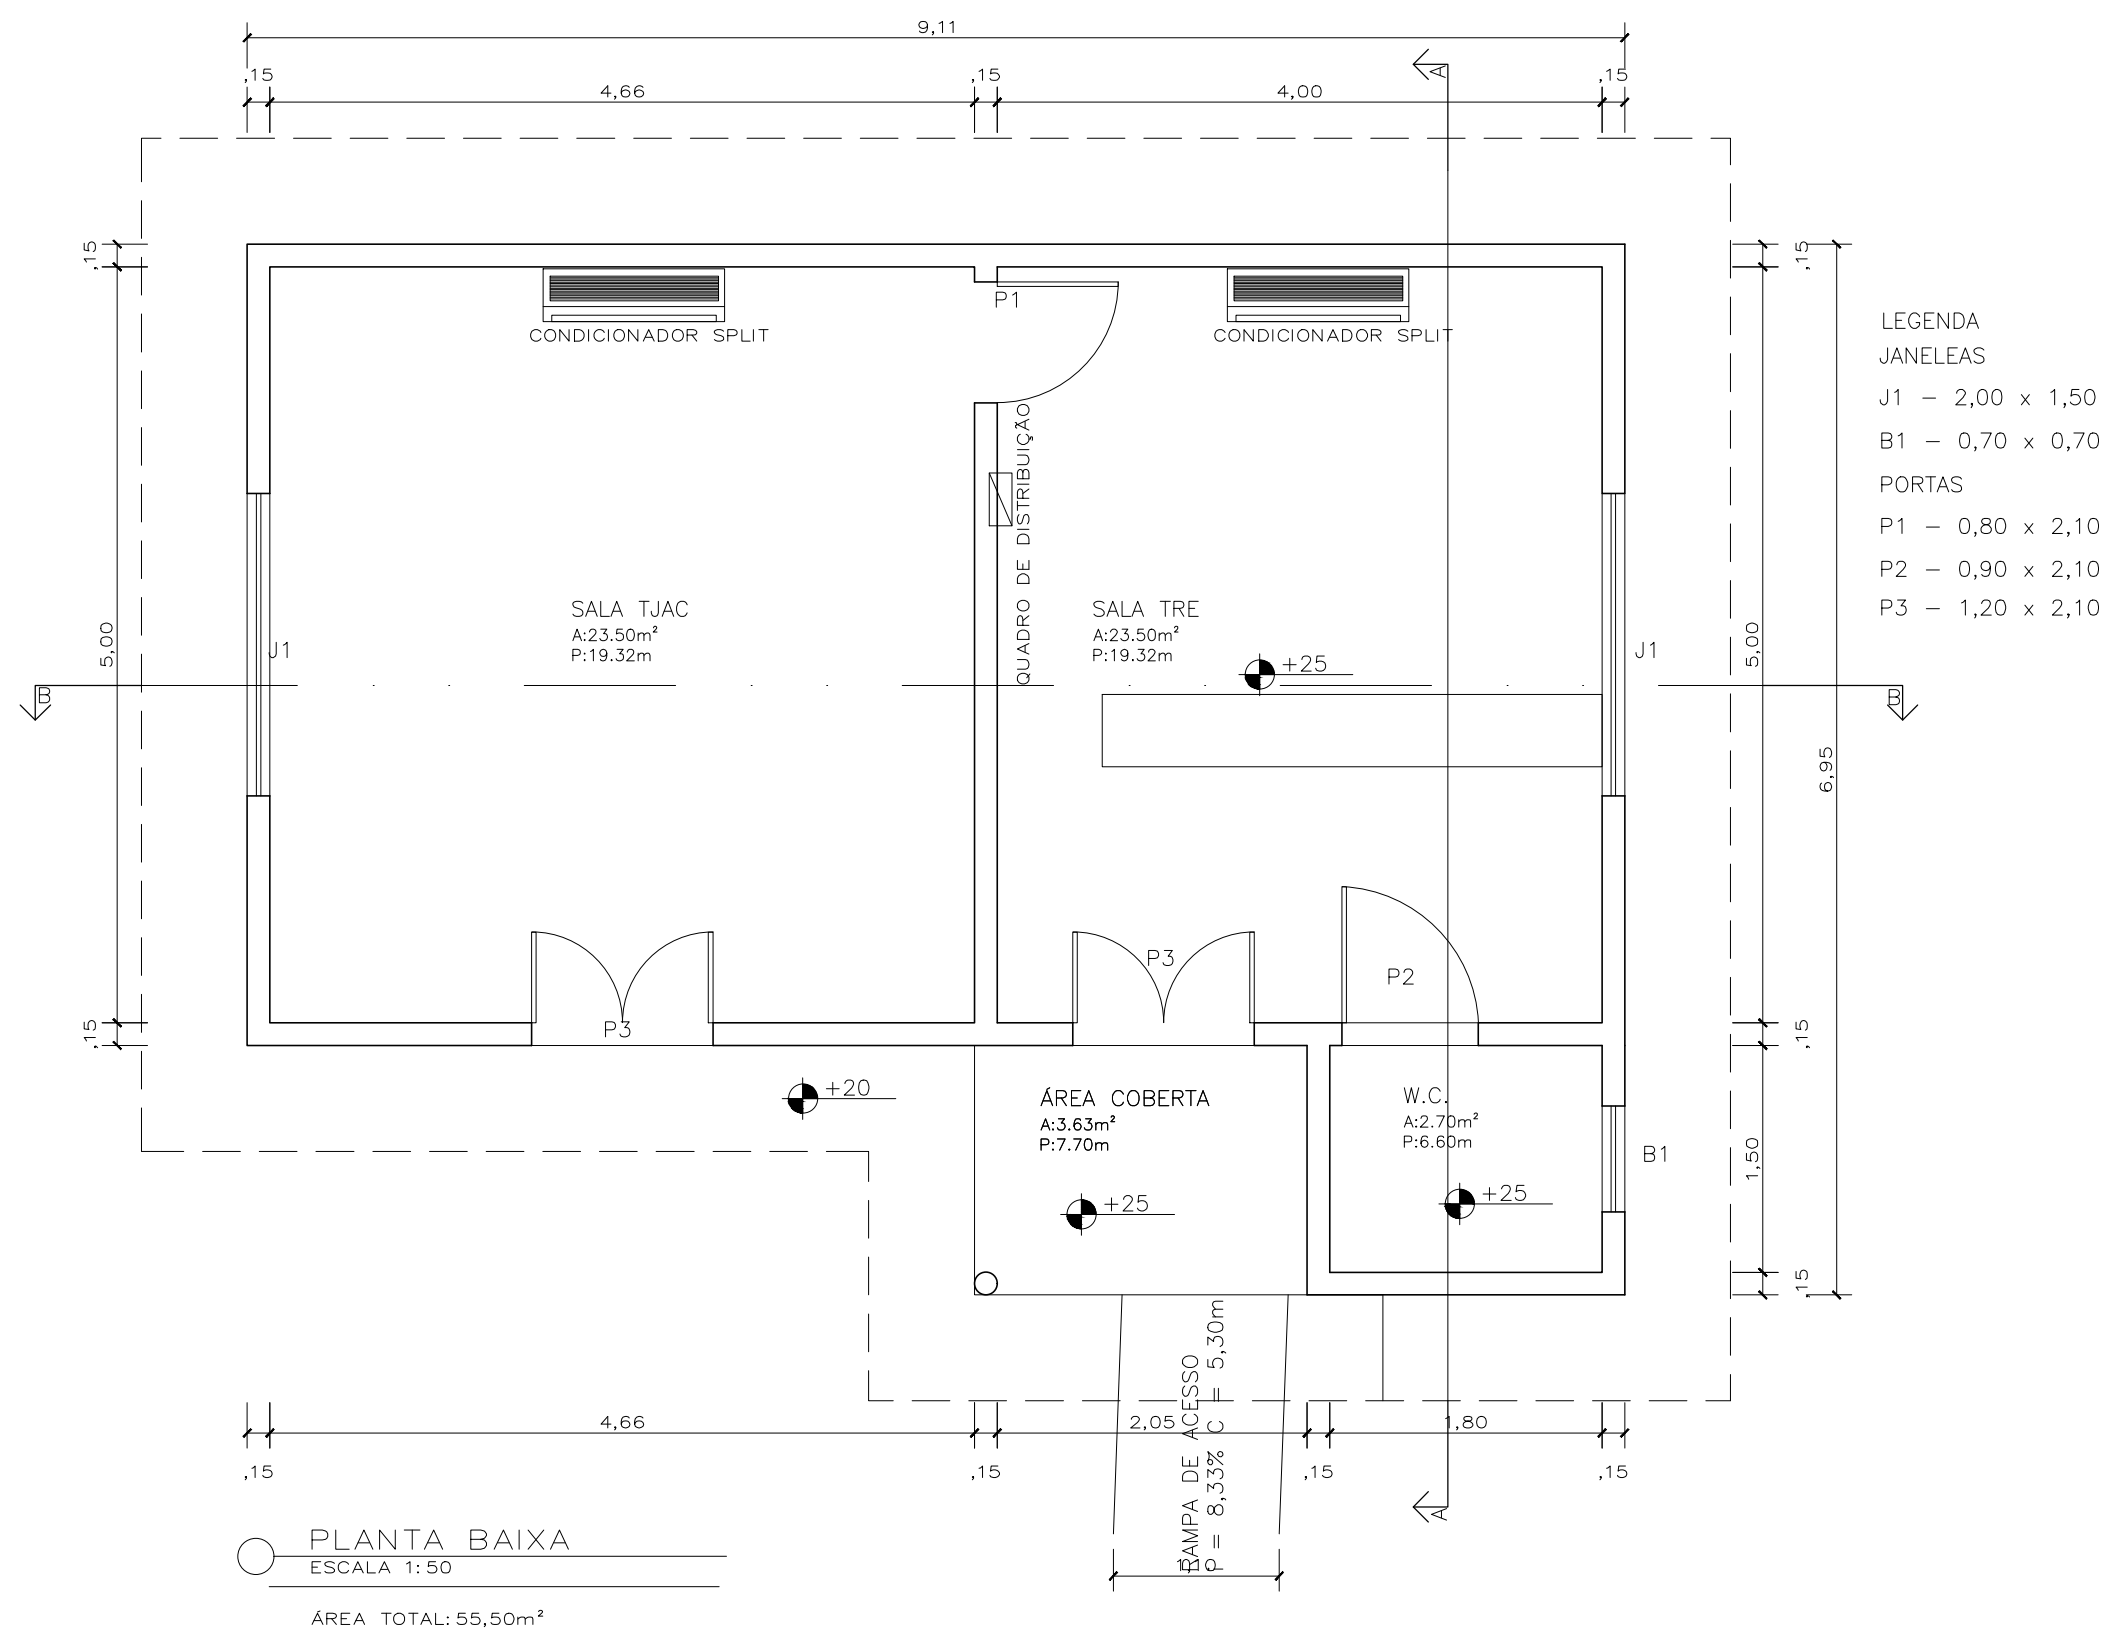 9,11
,15
4,66
,15
4,00
,15
A
,15
,15
P1
CONDICIONADOR SPLIT
CONDICIONADOR SPLIT
LEGENDA
JANELEAS
J1 – 2,00 x 1,50
B1 – 0,70 x 0,70
PORTAS
P1 – 0,80 x 2,10
P2 – 0,90 x 2,10
P3 – 1,20 x 2,10
QUADRO DE DISTRIBUIÇÃO
SALA TJAC
A:23.50m²
P:19.32m
SALA TRE
A:23.50m²
P:19.32m
+25
5,00
J1
J1
5,00
B
B
6,95
P3
P2
P3
,15
,15
+20
ÁREA COBERTA
A:3.63m²
P:7.70m
+25
W.C.
A:2.70m²
P:6.60m
+25
B1
1,50
,15
RAMPA DE ACESSO
I = 8,33% C = 5,30m
4,66
2,05
1,80
,15
,15
,15
,15
A
PLANTA BAIXA
ESCALA 1:50
ÁREA TOTAL:55,50m²